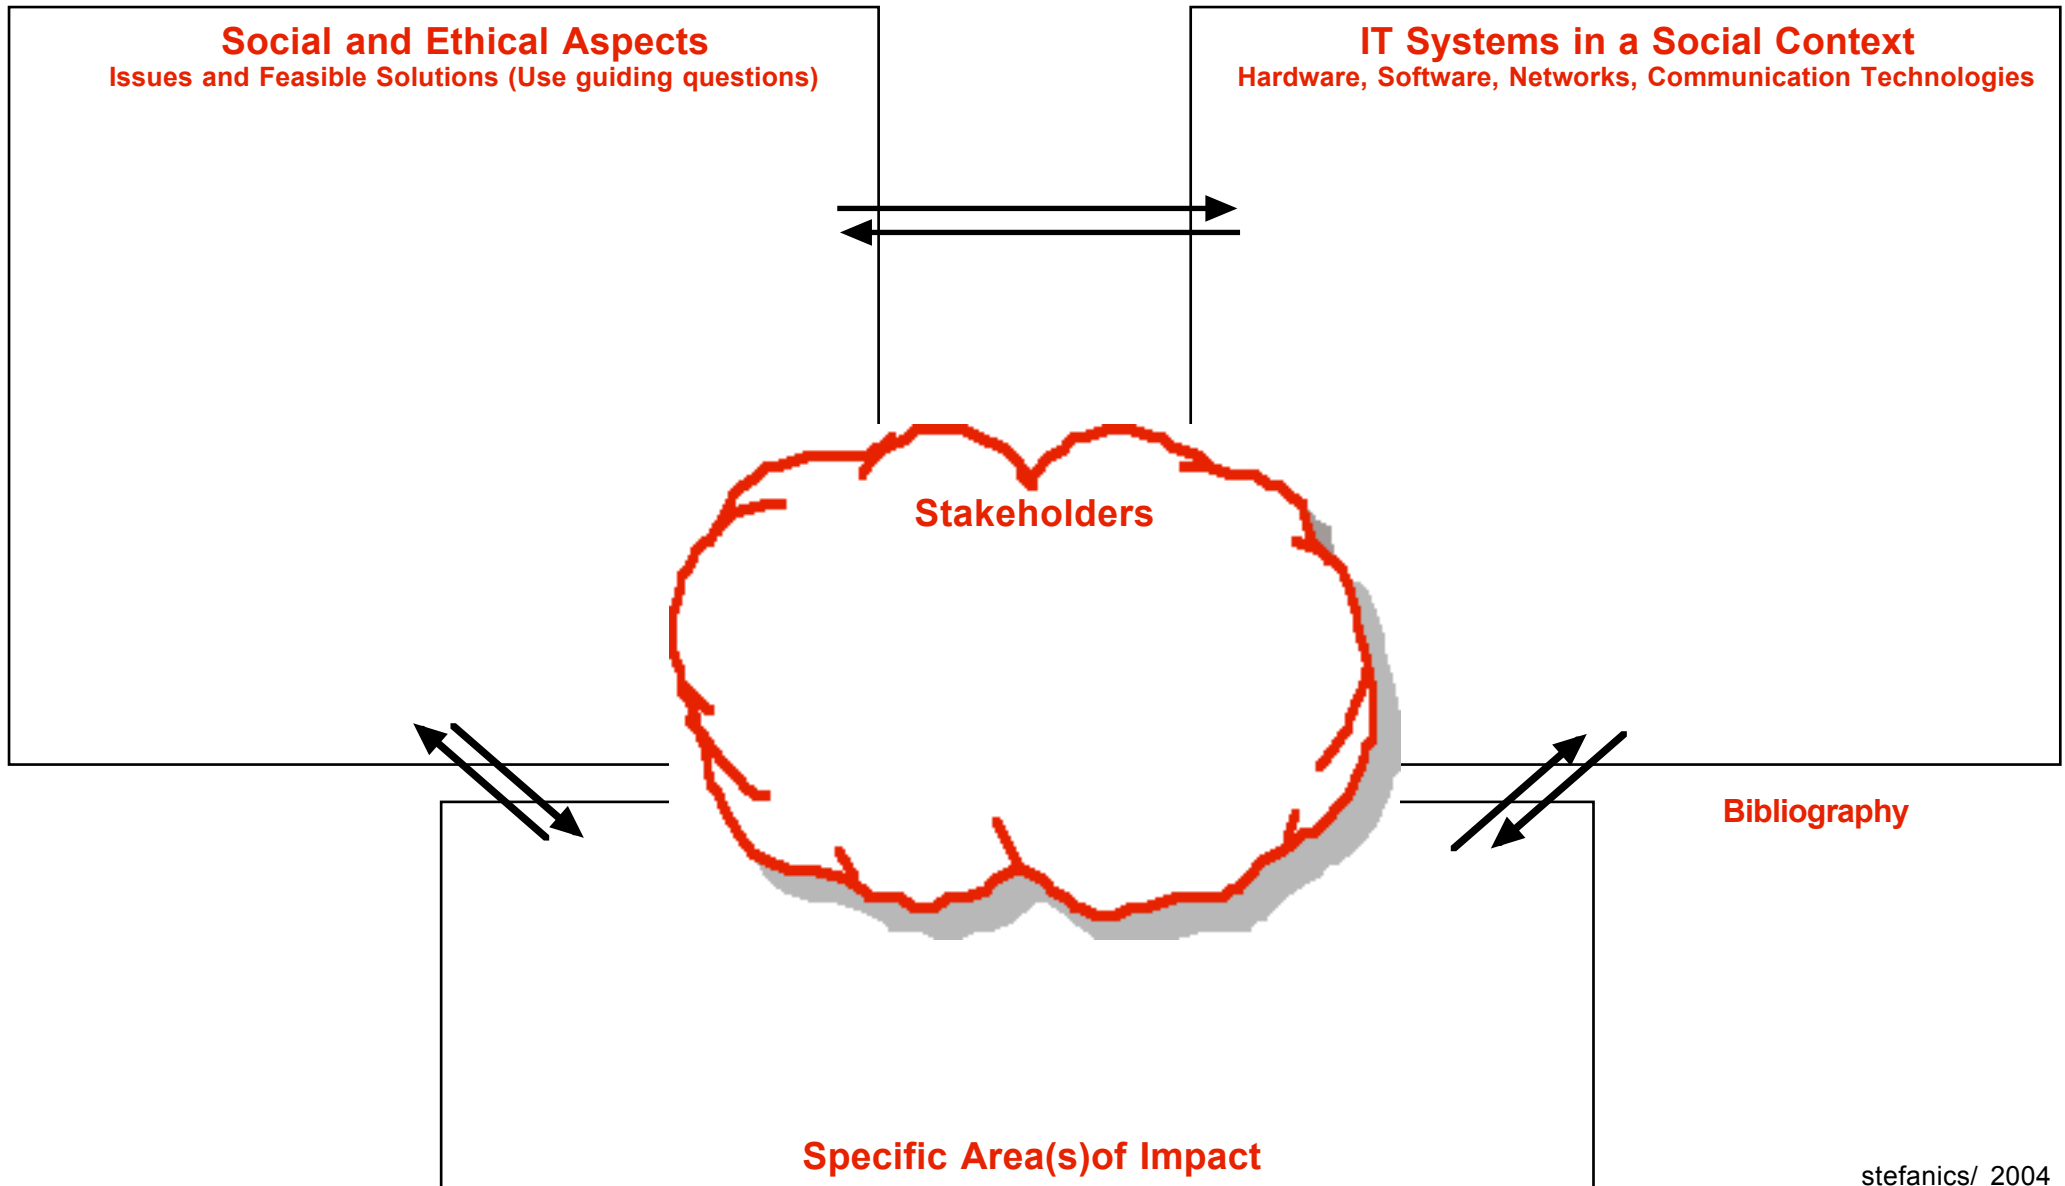 Social and Ethical Aspects
Issues and Feasible Solutions (Use guiding questions)
IT Systems in a Social Context
Hardware, Software, Networks, Communication Technologies
Stakeholders
Bibliography
Specific Area(s)of Impact
stefanics/ 2004